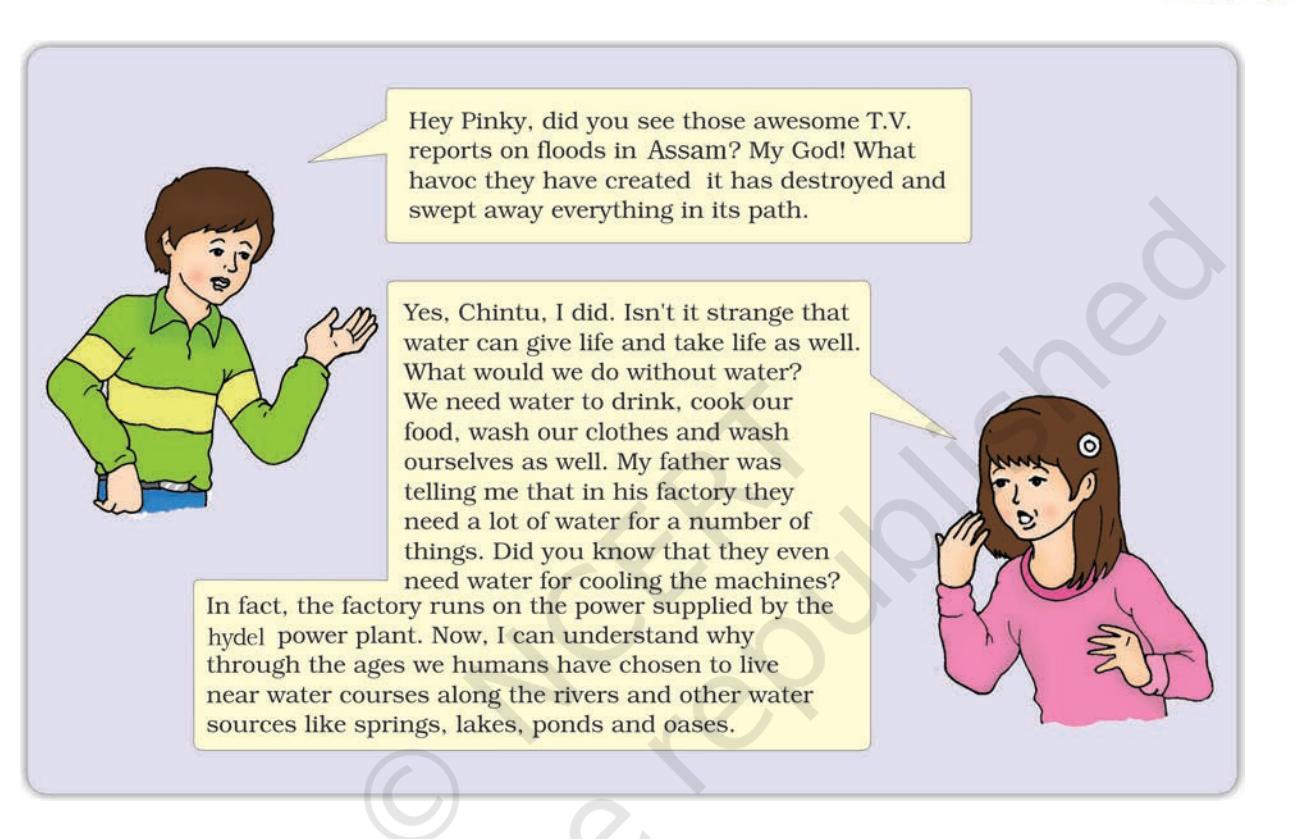 Hey Pinky, did you see those awesome T.V.
reports on floods in Assam? My God! What
havoc they have created it has destroyed and
swept away everything in its path.
Yes, Chintu, I did. Isn't it strange that
water can give life and take life as well.
What would we do without water?
We need water to drink, cook our
food, wash our clothes and wash
ourselves as well. My father was
telling me that in his factory they
need a lot of water for a number of
things. Did you know that they even
need water for cooling the machines?
In fact, the factory runs on the power supplied by the
hydel power plant. Now, I can understand why
through the ages we humans have chosen to live
near water courses along the rivers and other water
sources like springs, lakes, ponds and oases.
© NCERT
e republished